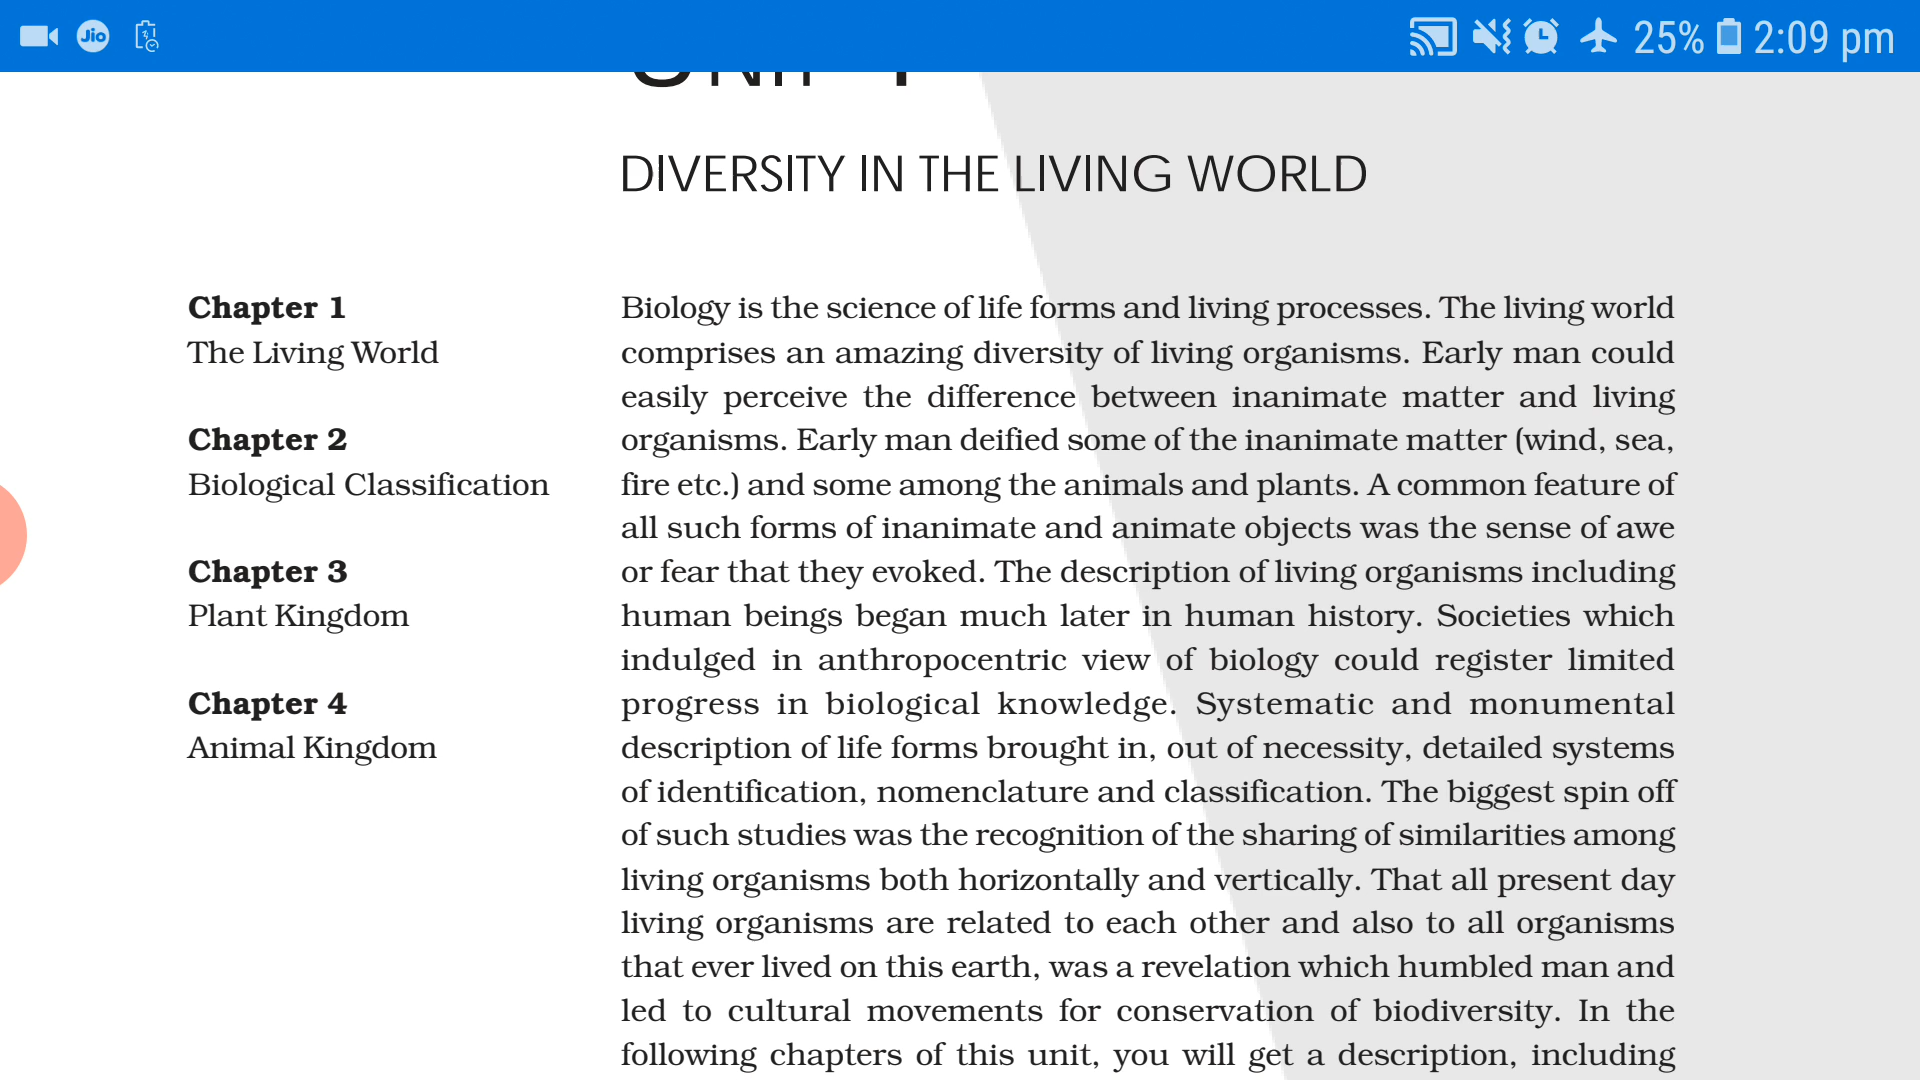 Jio
25%
2:09 pm
UNIT 1
DIVERSITY IN THE LIVING WORLD
Chapter 1
The Living World
Chapter 2
Biological Classification
Chapter 3
Plant Kingdom
Chapter 4
Animal Kingdom
Biology is the science of life forms and living processes. The living world
comprises an amazing diversity of living organisms. Early man could
easily perceive the difference between inanimate matter and living
organisms. Early man deified some of the inanimate matter (wind, sea,
fire etc.) and some among the animals and plants. A common feature of
all such forms of inanimate and animate objects was the sense of awe
or fear that they evoked. The description of living organisms including
human beings began much later in human history. Societies which
indulged in anthropocentric view of biology could register limited
progress in biological knowledge. Systematic and monumental
description of life forms brought in, out of necessity, detailed systems
of identification, nomenclature and classification. The biggest spin off
of such studies was the recognition of the sharing of similarities among
living organisms both horizontally and vertically. That all present day
living organisms are related to each other and also to all organisms
that ever lived on this earth, was a revelation which humbled man and
led to cultural movements for conservation of biodiversity. In the
following chapters of this unit, you will get a description, including